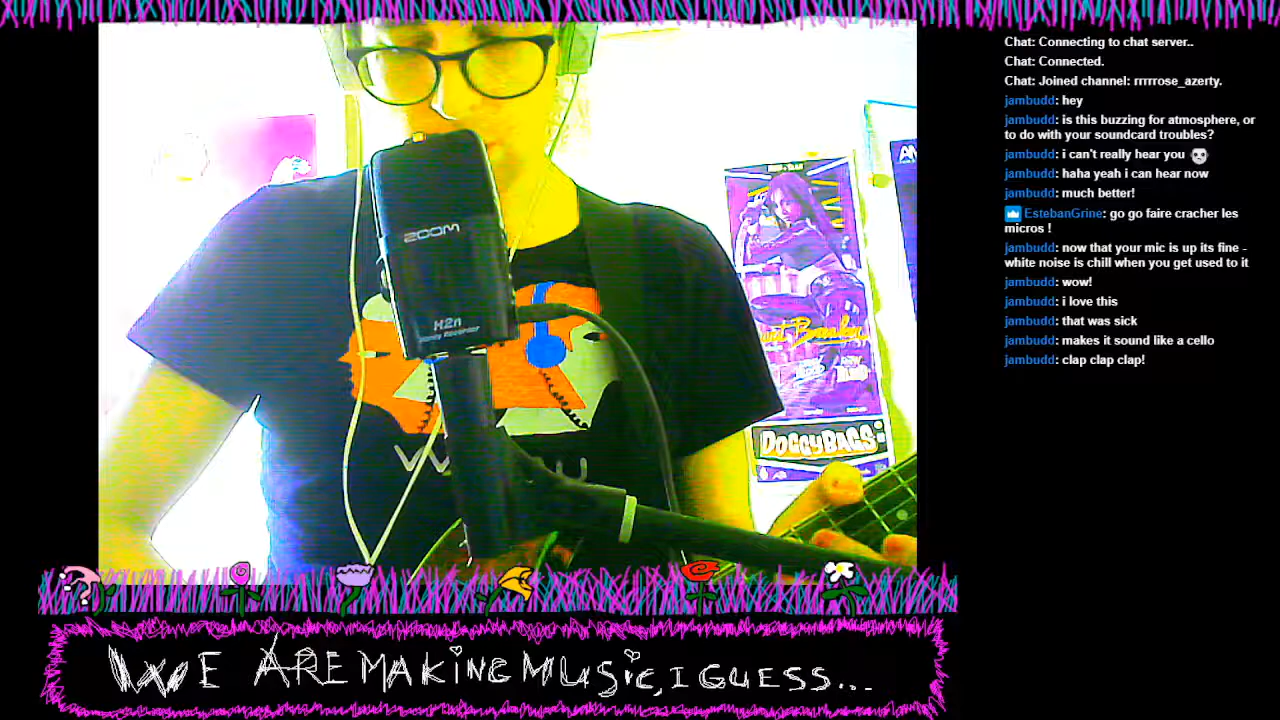 Chat: Connecting to chat server..
Chat: Connected.
Chat: Joined channel: rrrrrose_azerty.
jambudd: hey
jambudd: is this buzzing for atmosphere, or
to do with your soundcard troubles?
jambudd: i can't really hear you
jambudd: haha yeah i can hear now
jambudd: much better!
EstebanGrine: go go faire cracher les
micros !
jambudd: now that your mic is up its fine -
white noise is chill when you get used to it
jambudd: wow!
jambudd: i love this
jambudd: that was sick
jambudd: makes it sound like a cello
jambudd: clap clap clap!
ZOOM
H2n
Handy Recorder
DOGGYBAGS
WE ARE MAKING MUSIC, I GUESS...